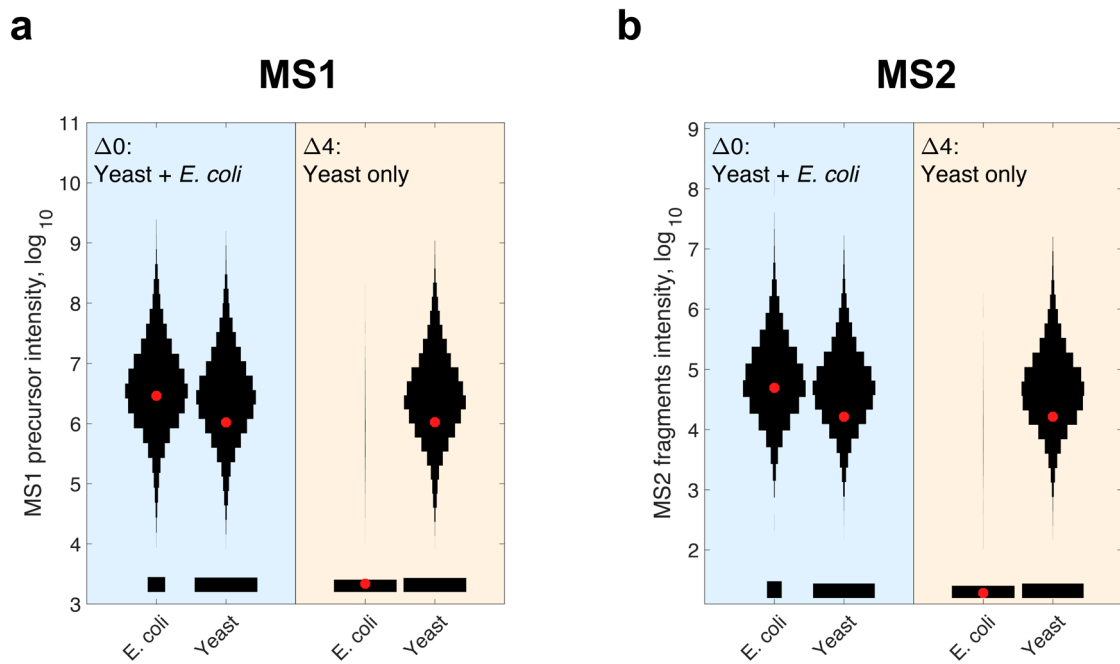 a
MS1
MS1 precursor intensity, log10
11
10
9
8
7
6
5
4
3
Δ0:
Yeast + E. coli
Δ4:
Yeast only
E. coli
Yeast
E. coli
Yeast
b
MS2
MS2 fragments intensity, log10
9
8
7
6
5
4
3
2
Δ0:
Yeast + E. coli
Δ4:
Yeast only
E. coli
Yeast
E. coli
Yeast